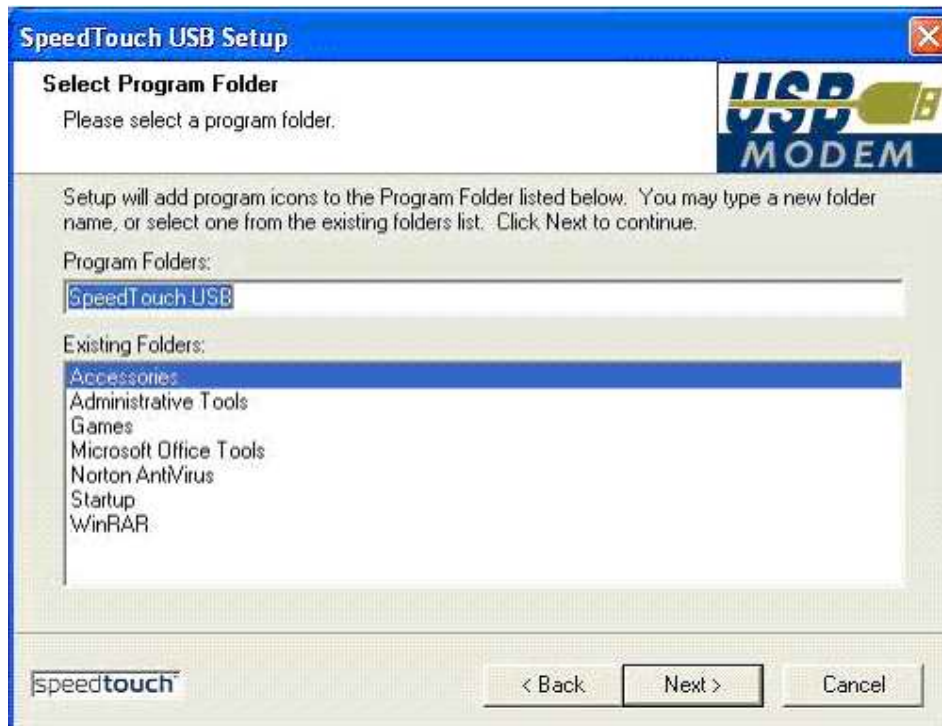 SpeedTouch USB Setup
Select Program Folder
Please select a program folder.
USB
MODEM
Setup will add program icons to the Program Folder listed below. You may type a new folder
name, or select one from the existing folders list. Click Next to continue.
Program Folders:
SpeedTouch USB
Existing Folders:
Accessories
Administrative Tools
Games
Microsoft Office Tools
Norton AntiVirus
Startup
WinRAR
speedtouch™
< Back
Next >
Cancel